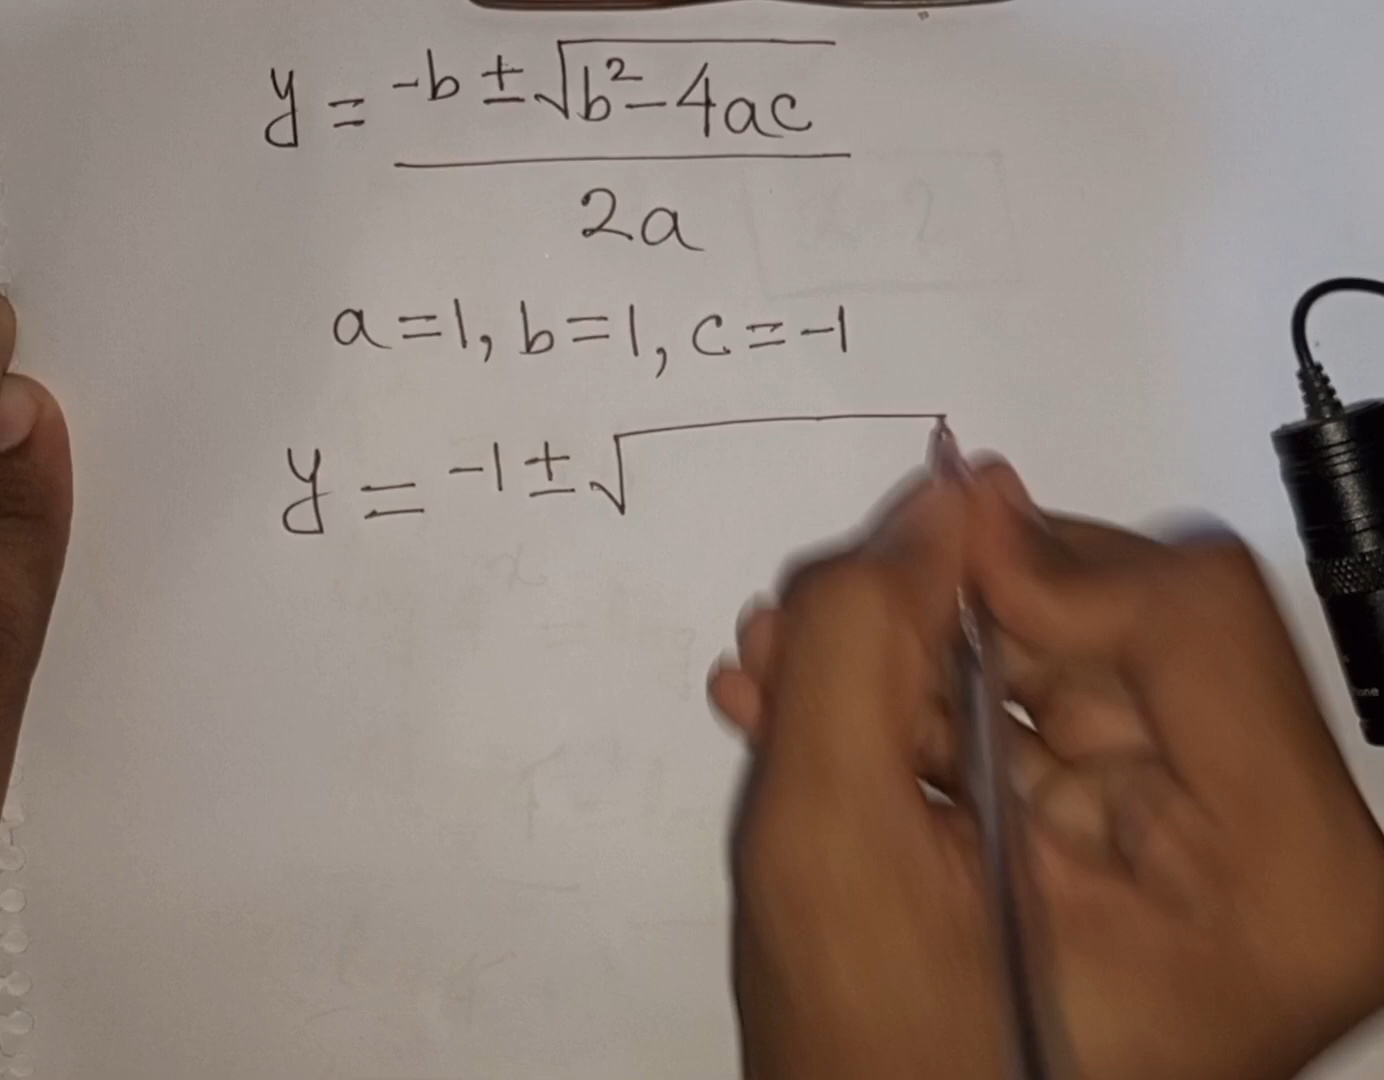 y = -b ± √b² - 4ac
2a
a = 1, b = 1, c = -1
y = -1 ± √